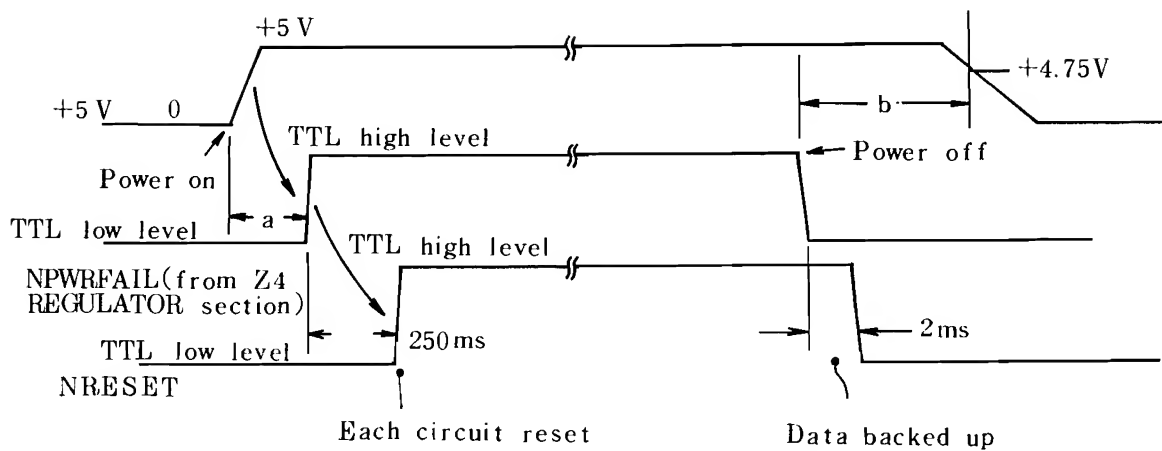 +5 V
+5 V 0
+4.75V
b
TTL high level
Power off
Power on
a
TTL low level
TTL high level
NPWRFAIL(from Z4
REGULATOR section)
250ms
2ms
TTL low level
NRESET
Each circuit reset
Data backed up